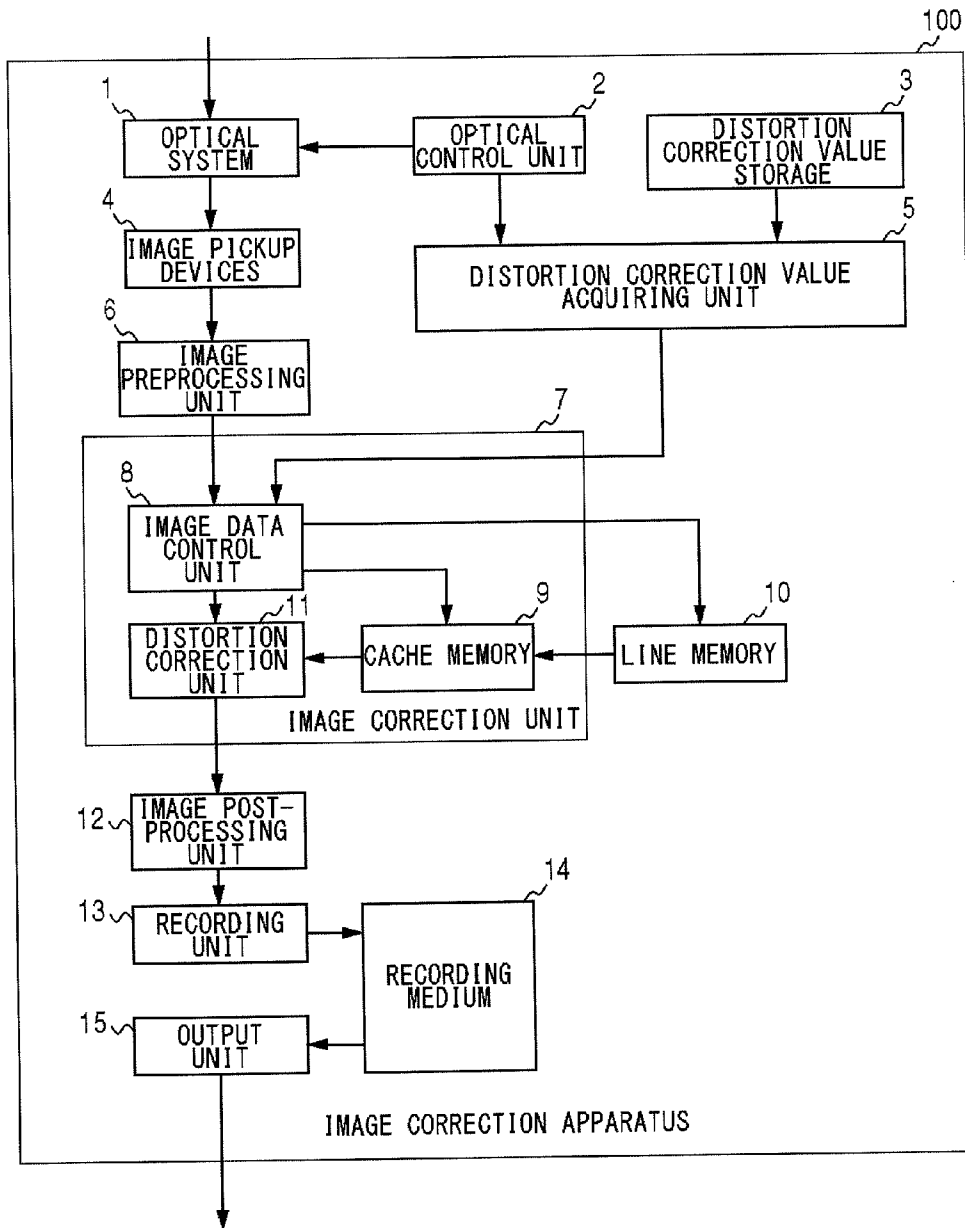 100
1
OPTICAL
SYSTEM
2
OPTICAL
CONTROL UNIT
3
DISTORTION
CORRECTION VALUE
STORAGE
4
IMAGE PICKUP
DEVICES
5
DISTORTION CORRECTION VALUE
ACQUIRING UNIT
6
IMAGE
PREPROCESSING
UNIT
7
8
IMAGE DATA
CONTROL
UNIT
11
DISTORTION
CORRECTION
UNIT
9
CACHE MEMORY
10
LINE MEMORY
IMAGE CORRECTION UNIT
12
IMAGE POST-
PROCESSING
UNIT
13
RECORDING
UNIT
14
RECORDING
MEDIUM
15
OUTPUT
UNIT
IMAGE CORRECTION APPARATUS